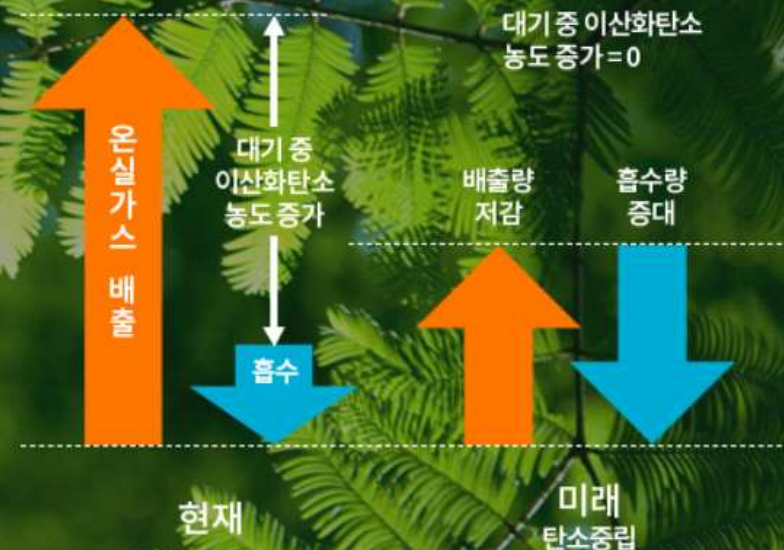 대기 중 이산화탄소
농도 증가 = 0
온실가스 배출
대기 중
이산화탄소
농도 증가
배출량
저감
흡수량
증대
흡수
현재
미래
탄소중립